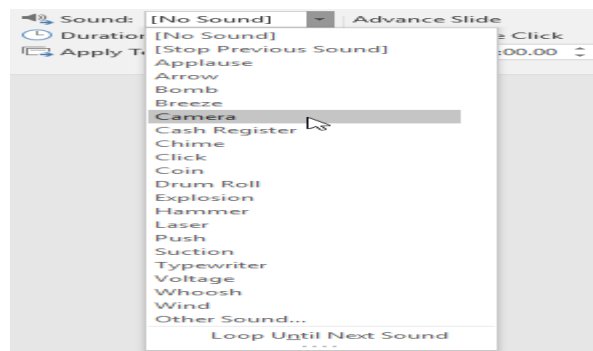 Sound: [No Sound] Advance Slide
Duration [No Sound] Click
Apply T [Stop Previous Sound] :00.00
Applause
Arrow
Bomb
Breeze
Camera
Cash Register
Chime
Click
Coin
Drum Roll
Explosion
Hammer
Laser
Push
Suction
Typewriter
Voltage
Whoosh
Wind
Other Sound...
Loop Until Next Sound